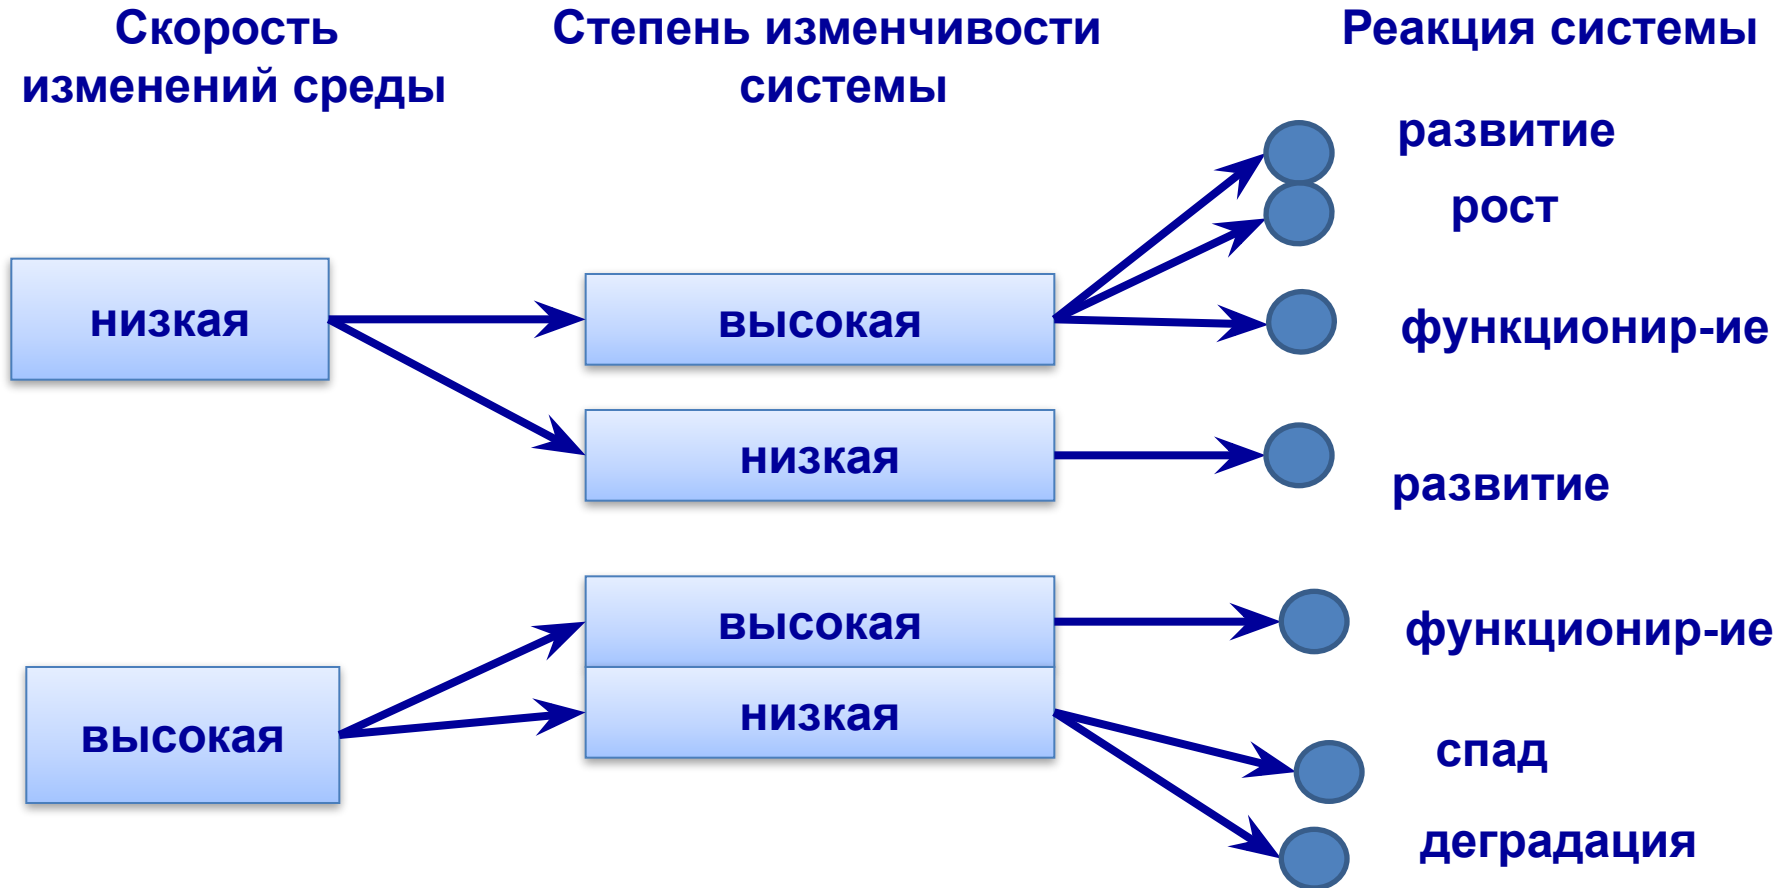 Скорость
изменений среды
Степень изменчивости
системы
Реакция системы
развитие
рост
низкая
высокая
функционир-ие
низкая
развитие
высокая
функционир-ие
высокая
низкая
спад
деградация